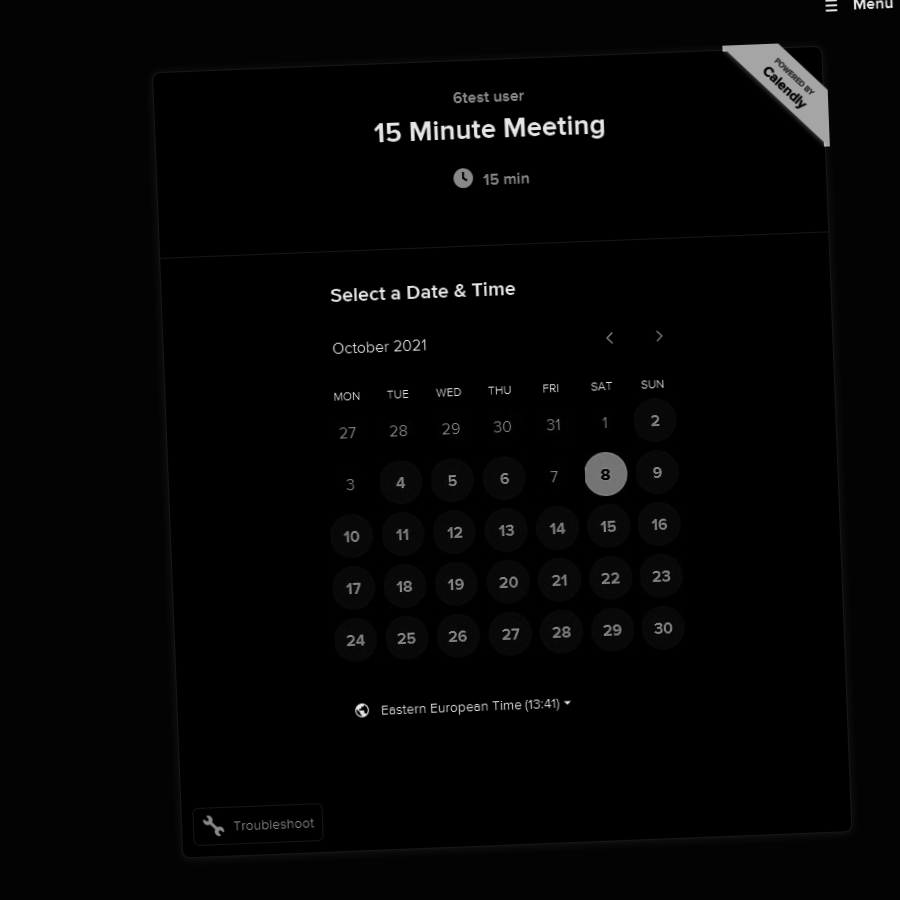 Menu
POWERED BY
Calendly
6test user
15 Minute Meeting
15 min
Select a Date & Time
October 2021
MON TUE WED THU FRI SAT SUN
27 28 29 30 31 1 2
3 4 5 6 7 8 9
10 11 12 13 14 15 16
17 18 19 20 21 22 23
24 25 26 27 28 29 30
Eastern European Time (13:41)
Troubleshoot